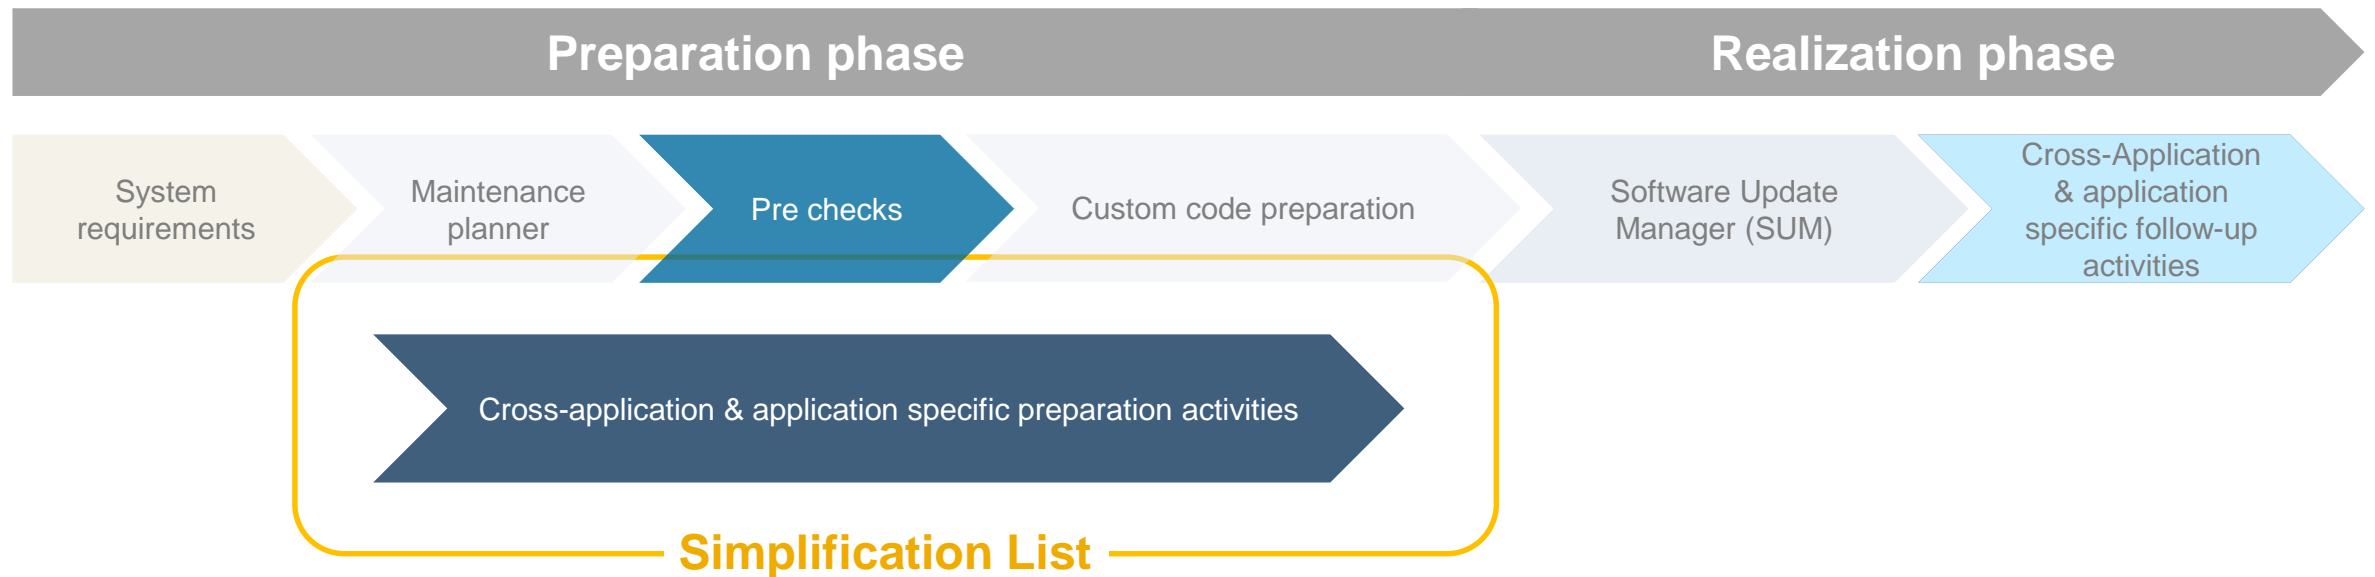 Preparation phase
Realization phase
System
requirements
Maintenance
planner
Pre checks
Custom code preparation
Software Update
Manager (SUM)
Cross-Application
& application
specific follow-up
activities
Cross-application & application specific preparation activities
Simplification List